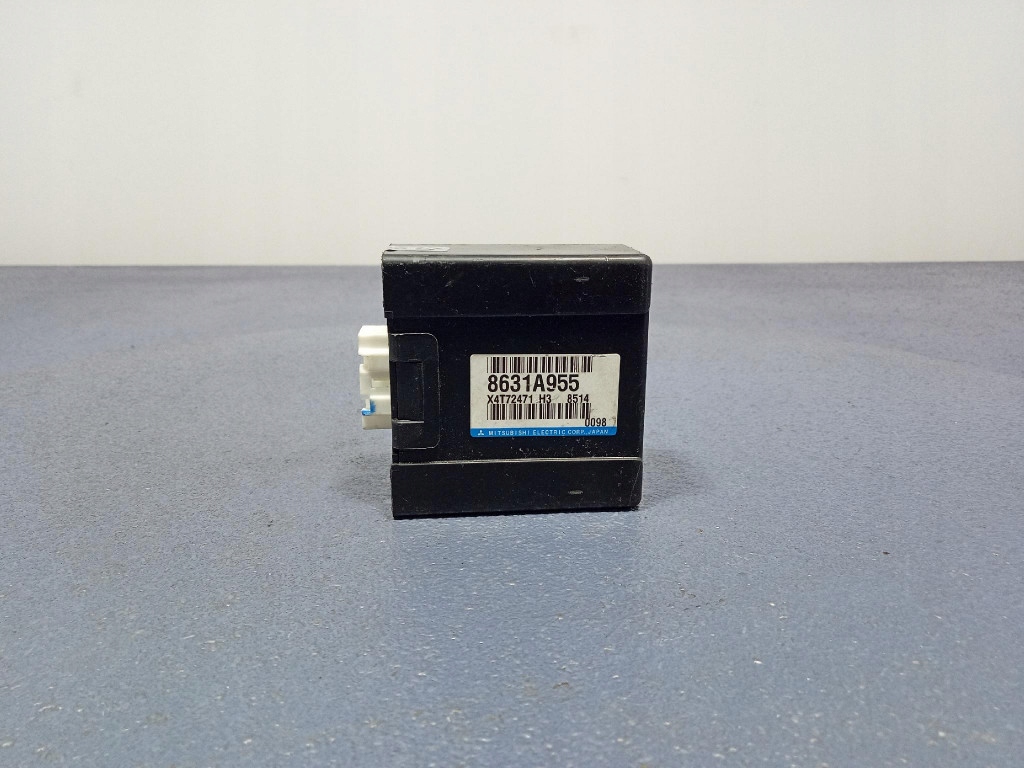 8631A955
X4T72471 H3 8514
0098
MITSUBISHI ELECTRIC CORP. JAPAN